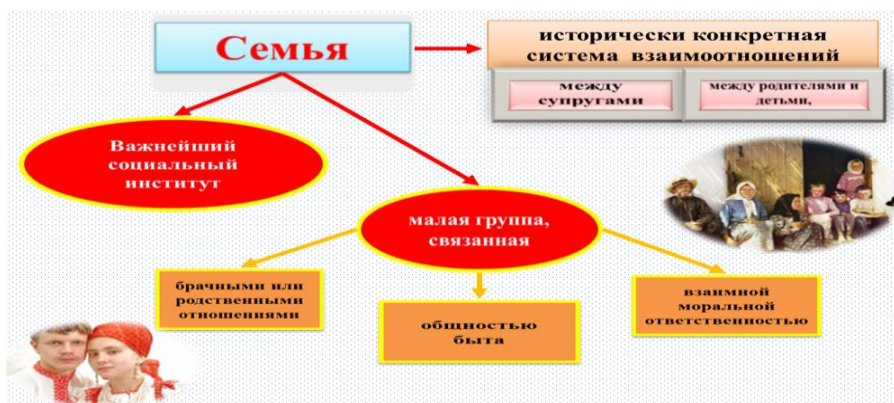 Семья
исторически конкретная
система взаимоотношений
между
супругами
между родителями и
детьми,
Важнейший
социальный
институт
малая группа,
связанная
брачными или
родственными
отношениями
общностью
быта
взаимной
моральной
ответственностью